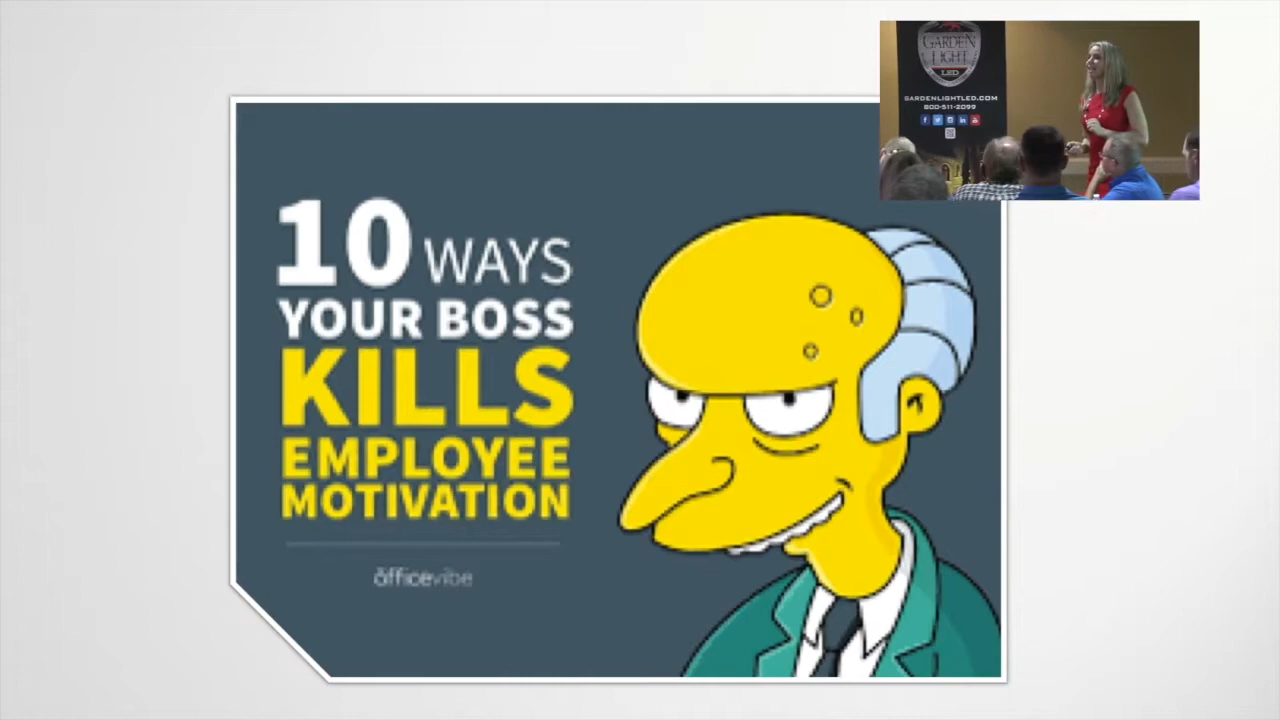 10 WAYS
YOUR BOSS
KILLS
EMPLOYEE
MOTIVATION
officevibe
GARDEN
LIGHT
LED
GARDENLIGHTLED.COM
800-511-2099